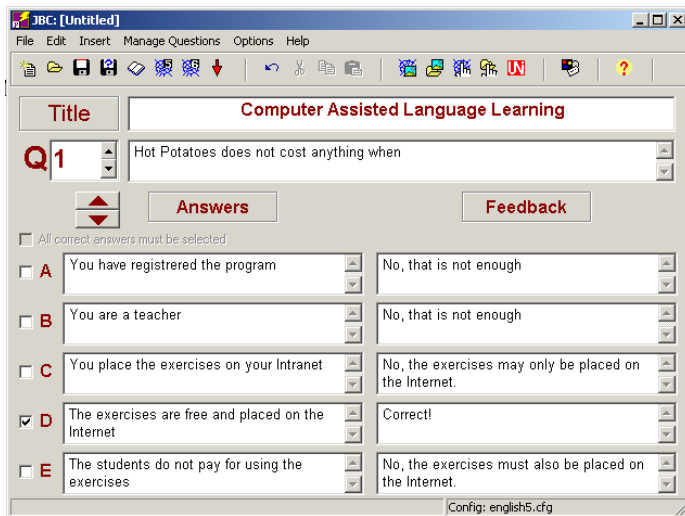 JBC: [Untitled]
File Edit Insert Manage Questions Options Help
Title
Computer Assisted Language Learning
Q 1
Hot Potatoes does not cost anything when
Answers
Feedback
All correct answers must be selected
A
You have registrered the program
No, that is not enough
B
You are a teacher
No, that is not enough
C
You place the exercises on your Intranet
No, the exercises may only be placed on
the Internet.
D
The exercises are free and placed on the
Internet
Correct!
E
The students do not pay for using the
exercises
No, the exercises must also be placed on
the Internet.
Config: english5.cfg